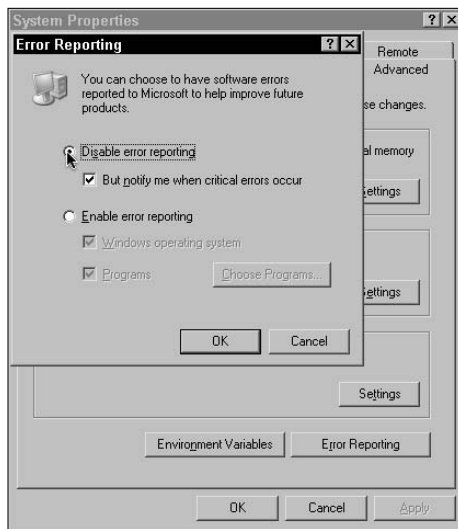 System Properties
Error Reporting
Remote
Advanced
You can choose to have software errors
reported to Microsoft to help improve future
products.
se changes.
Disable error reporting
al memory
But notify me when critical errors occur
ettings
Enable error reporting
Windows operating system
Programs
Choose Programs...
ettings
OK
Cancel
Settings
Environment Variables
Error Reporting
OK
Cancel
Apply